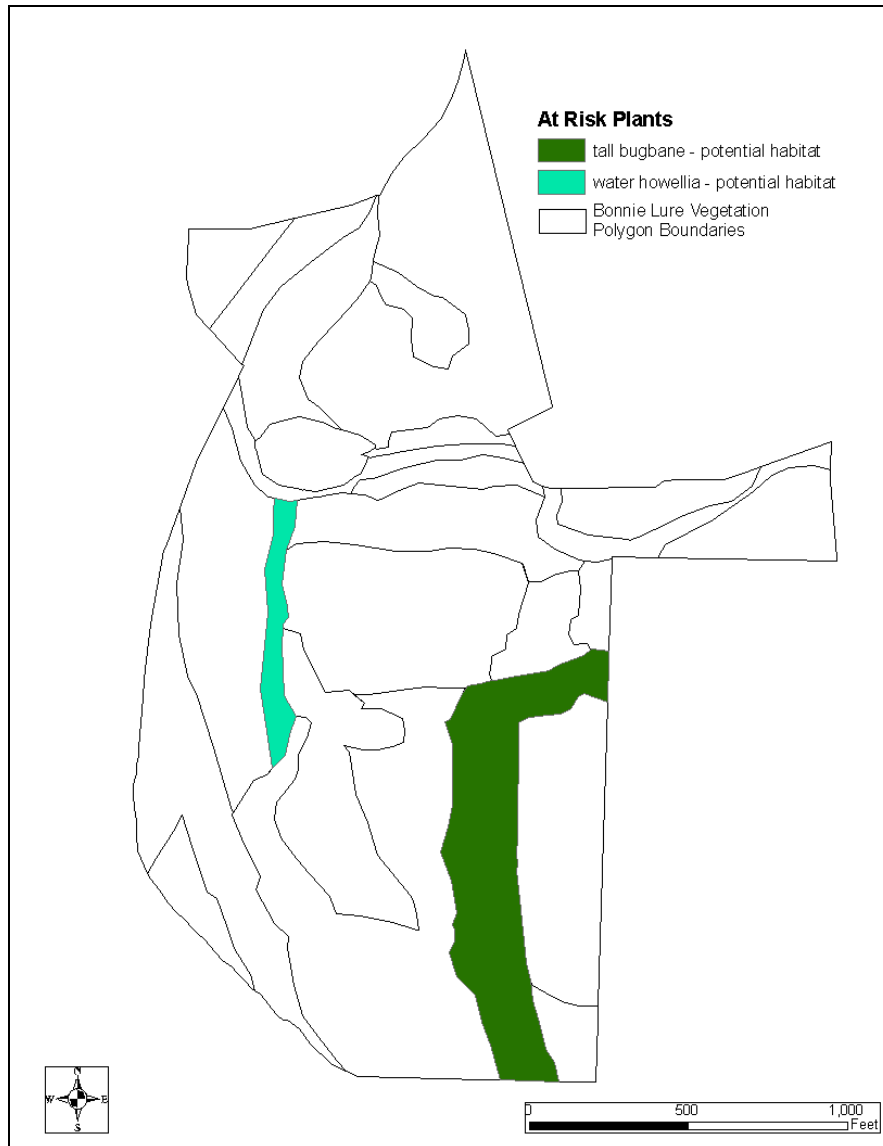 At Risk Plants
tall bugbane - potential habitat
water howellia - potential habitat
Bonnie Lure Vegetation
Polygon Boundaries
N
W E
S
0 500 1,000
Feet